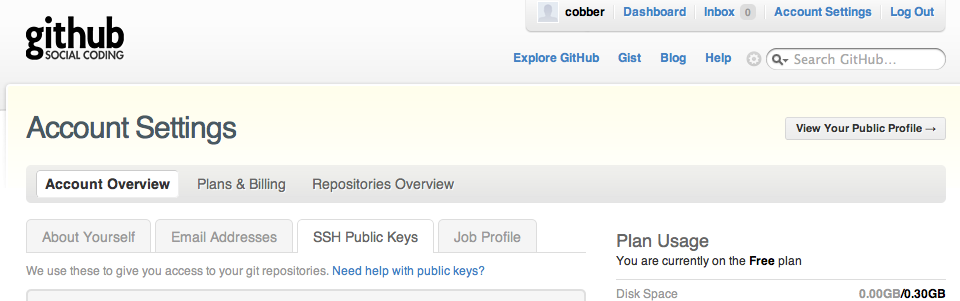 cobber Dashboard Inbox 0 Account Settings Log Out
github
SOCIAL CODING
Explore GitHub Gist Blog Help Search GitHub...
Account Settings
View Your Public Profile →
Account Overview Plans & Billing Repositories Overview
About Yourself Email Addresses SSH Public Keys Job Profile
We use these to give you access to your git repositories. Need help with public keys?
Plan Usage
You are currently on the Free plan
Disk Space 0.00GB/0.30GB